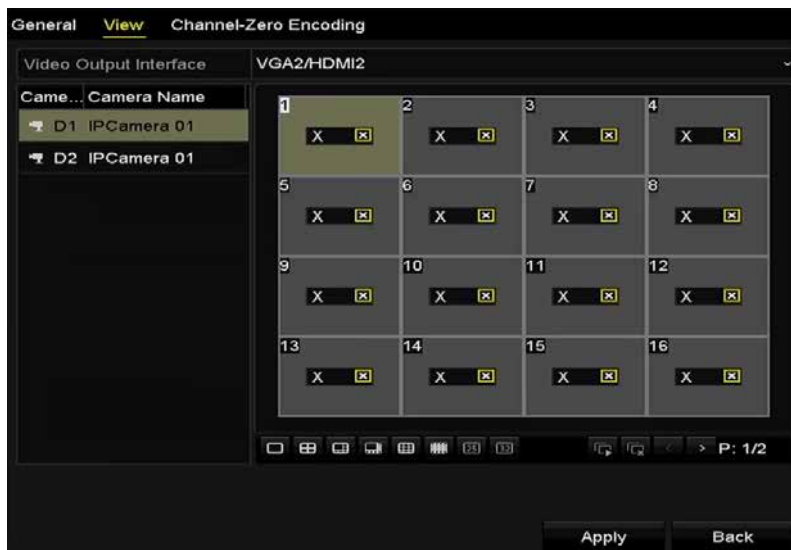 General View Channel-Zero Encoding
Video Output Interface VGA2/HDMI2
Came... Camera Name
D1 IPCamera 01
D2 IPCamera 01
1 2 3 4
X X X X
5 6 7 8
X X X X
9 10 11 12
X X X X
13 14 15 16
X X X X
P: 1/2
Apply Back